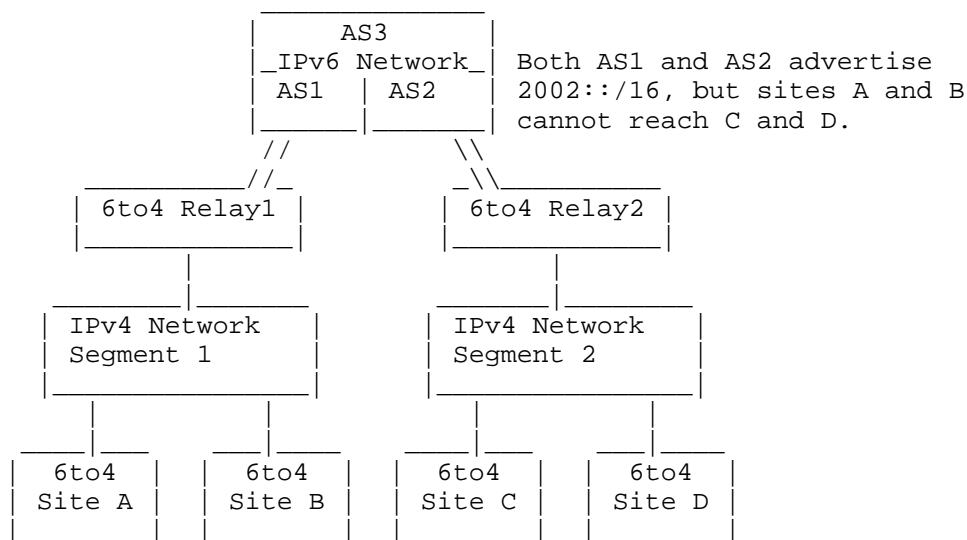 AS3
IPv6 Network Both AS1 and AS2 advertise
AS1 AS2 2002::/16, but sites A and B
cannot reach C and D.
6to4 Relay1 6to4 Relay2
IPv4 Network IPv4 Network
Segment 1 Segment 2
6to4 6to4 6to4 6to4
Site A Site B Site C Site D